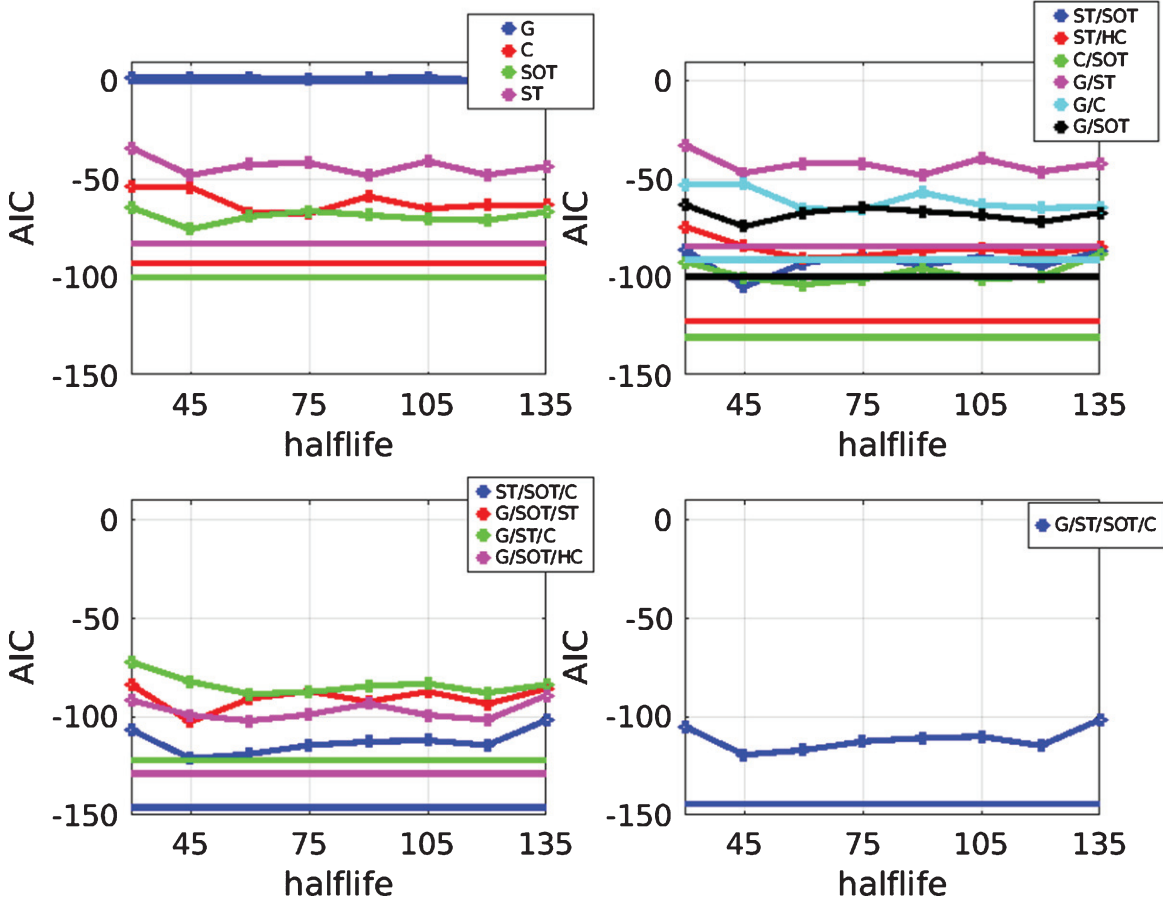 G
C
SOT
ST
0
-50
-100
-150
AIC
45
75
105
135
halflife
ST/SOT
ST/HC
C/SOT
G/ST
G/C
G/SOT
0
-50
-100
-150
AIC
45
75
105
135
halflife
ST/SOT/C
G/SOT/ST
G/ST/C
G/SOT/HC
0
-50
-100
-150
AIC
45
75
105
135
halflife
G/ST/SOT/C
0
-50
-100
-150
AIC
45
75
105
135
halflife